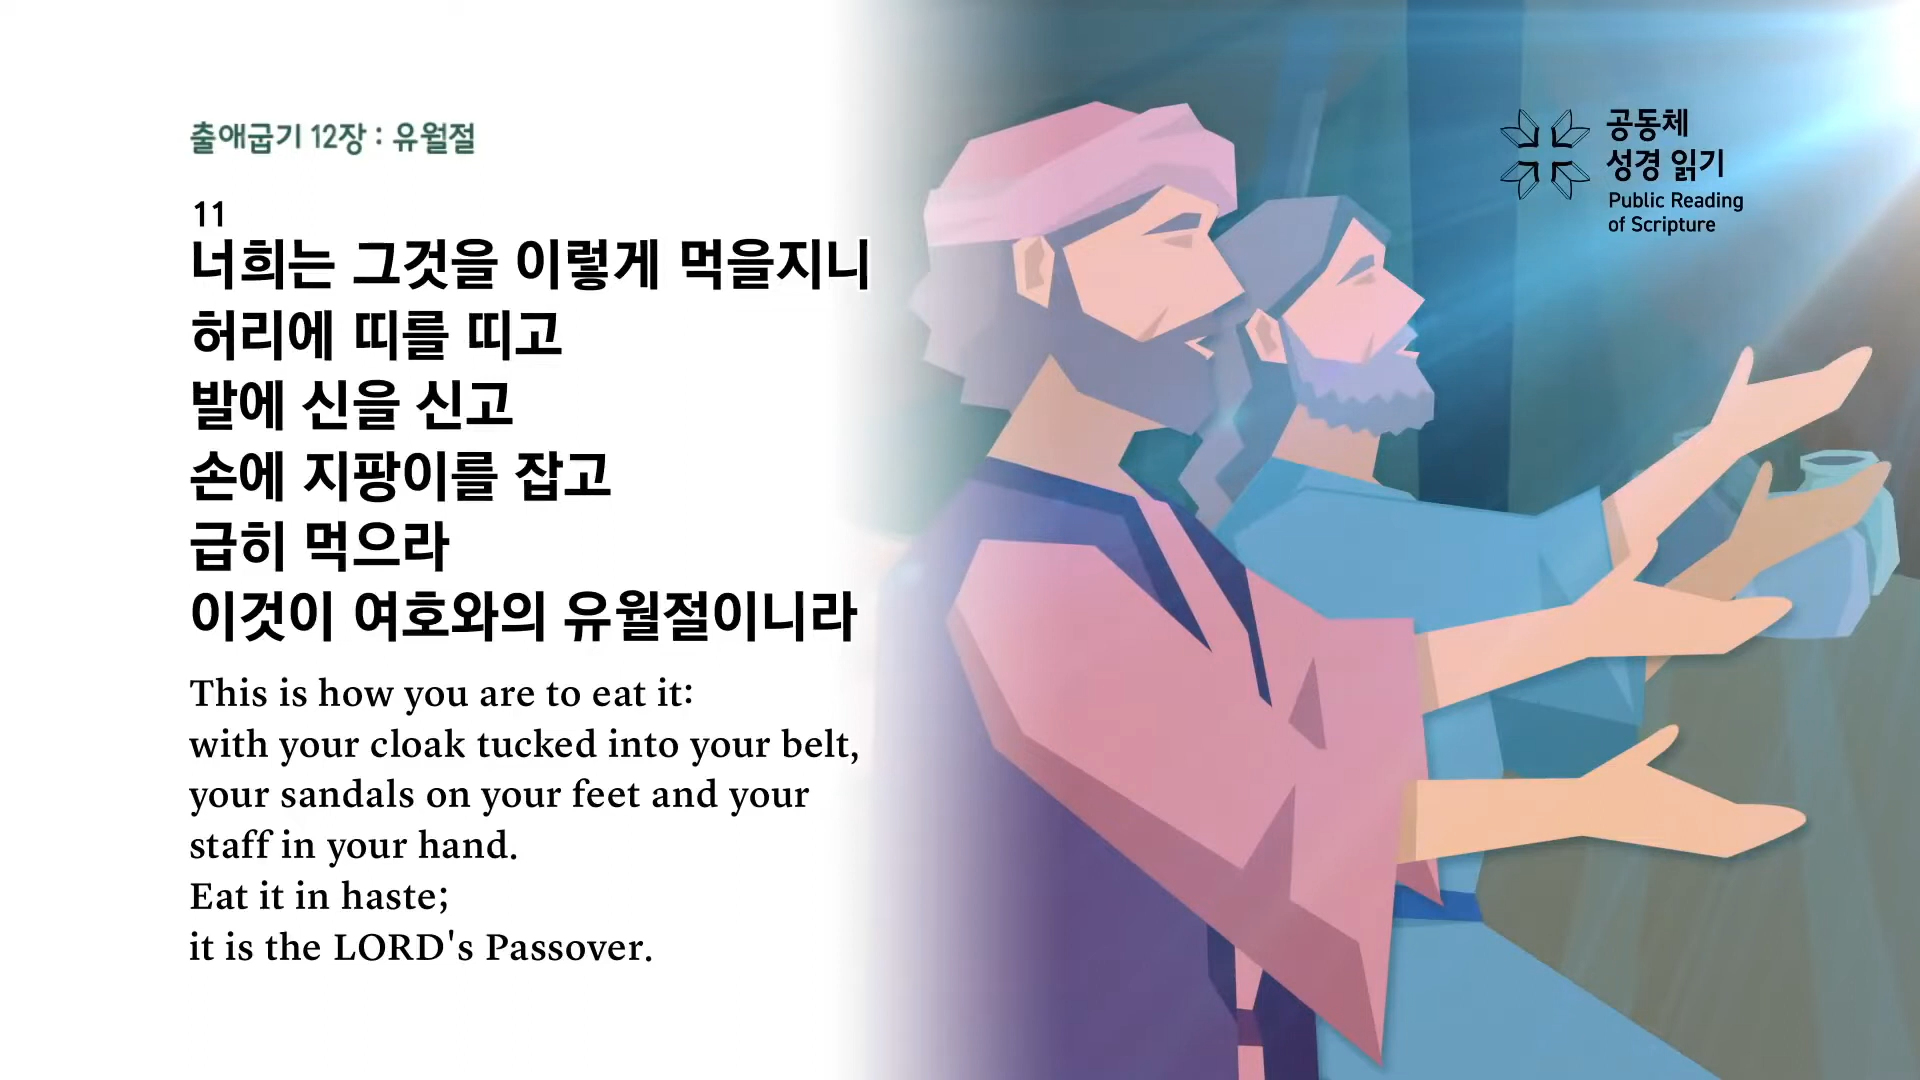 출애굽기 12장 : 유월절
11
너희는 그것을 이렇게 먹을지니
허리에 띠를 띠고
발에 신을 신고
손에 지팡이를 잡고
급히 먹으라
이것이 여호와의 유월절이니라
This is how you are to eat it:
with your cloak tucked into your belt,
your sandals on your feet and your
staff in your hand.
Eat it in haste;
it is the LORD's Passover.
공동체
성경 읽기
Public Reading
of Scripture